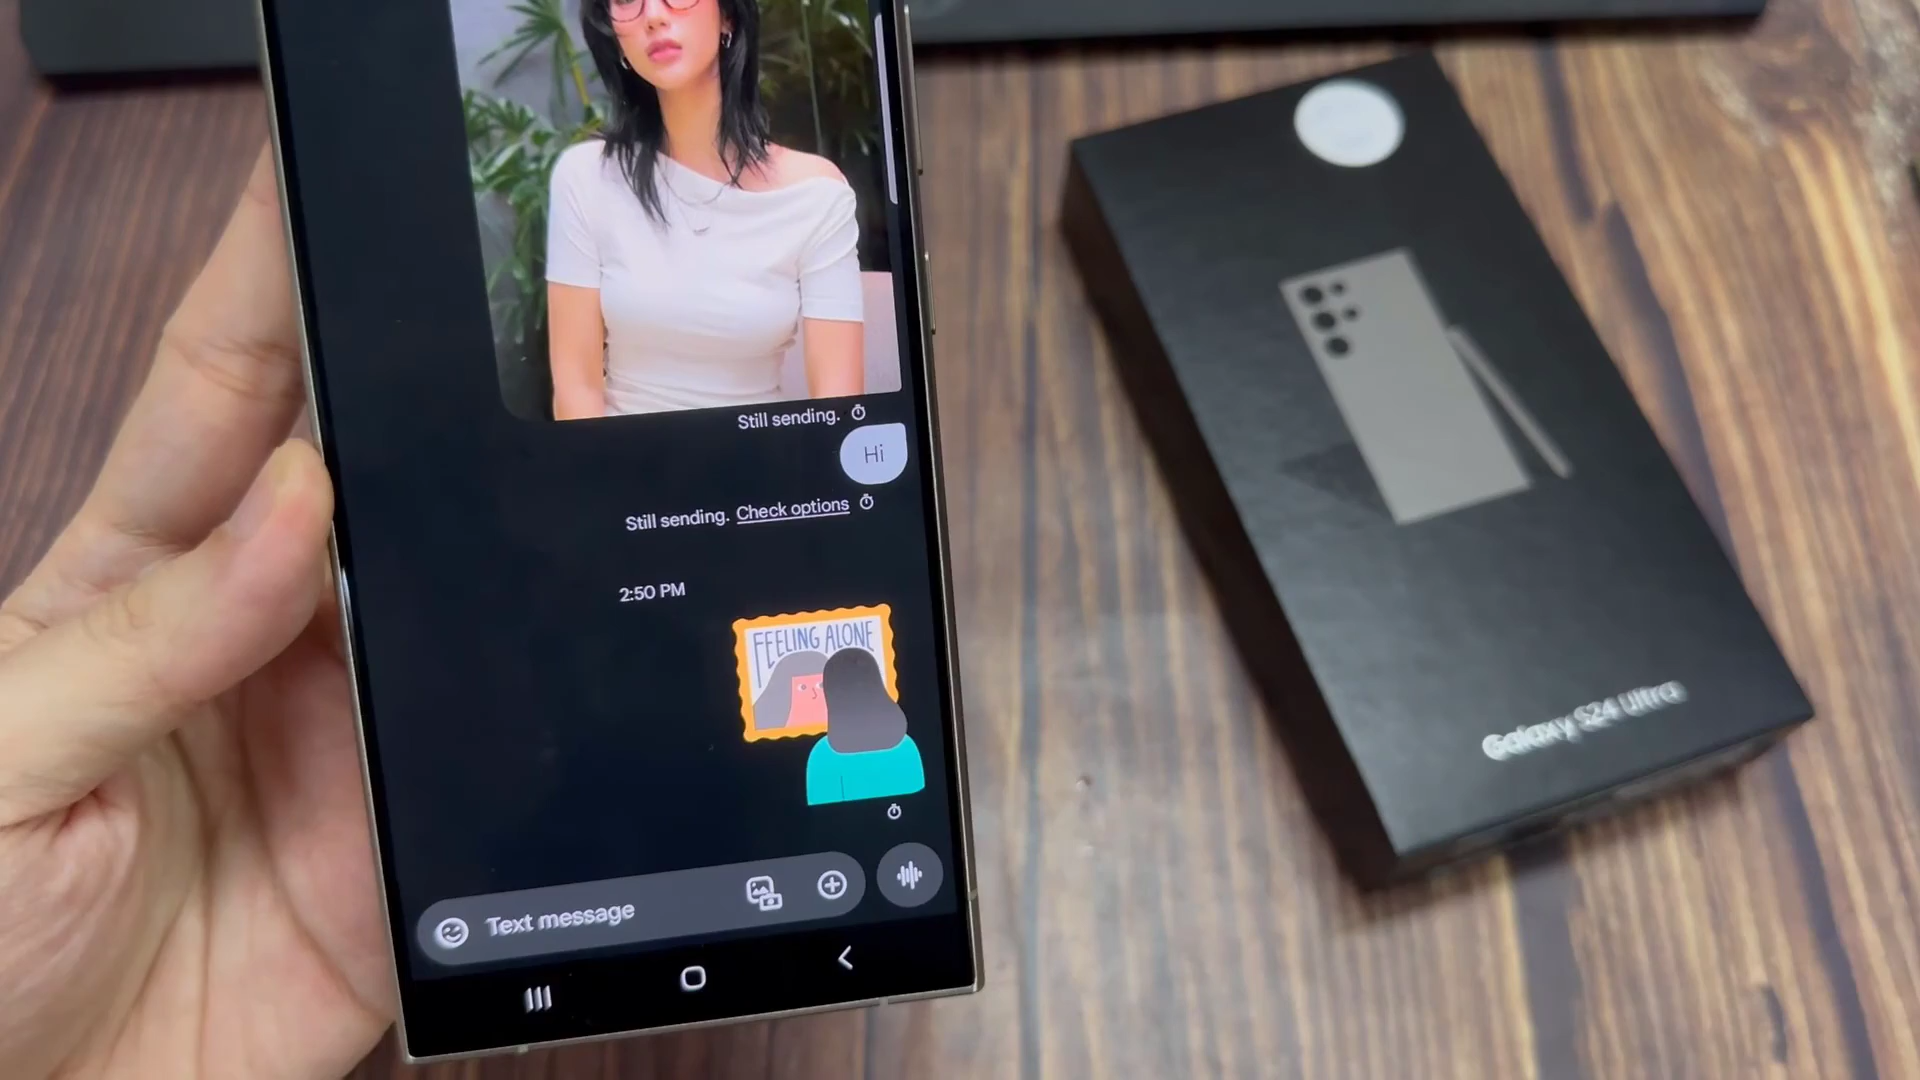 Still sending.
Hi
Still sending. Check options
2:50 PM
FEELING ALONE
Text message
Galaxy S24 Ultra